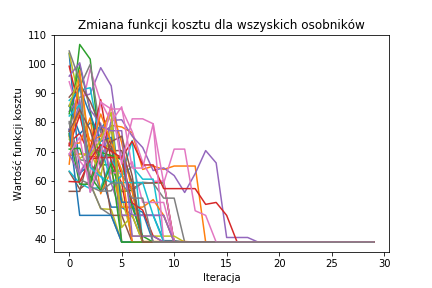 Zmiana funkcji kosztu dla wszyskich osobników
110
100
90
80
70
60
50
40
Wartość funkcji kosztu
0 5 10 15 20 25 30
Iteracja